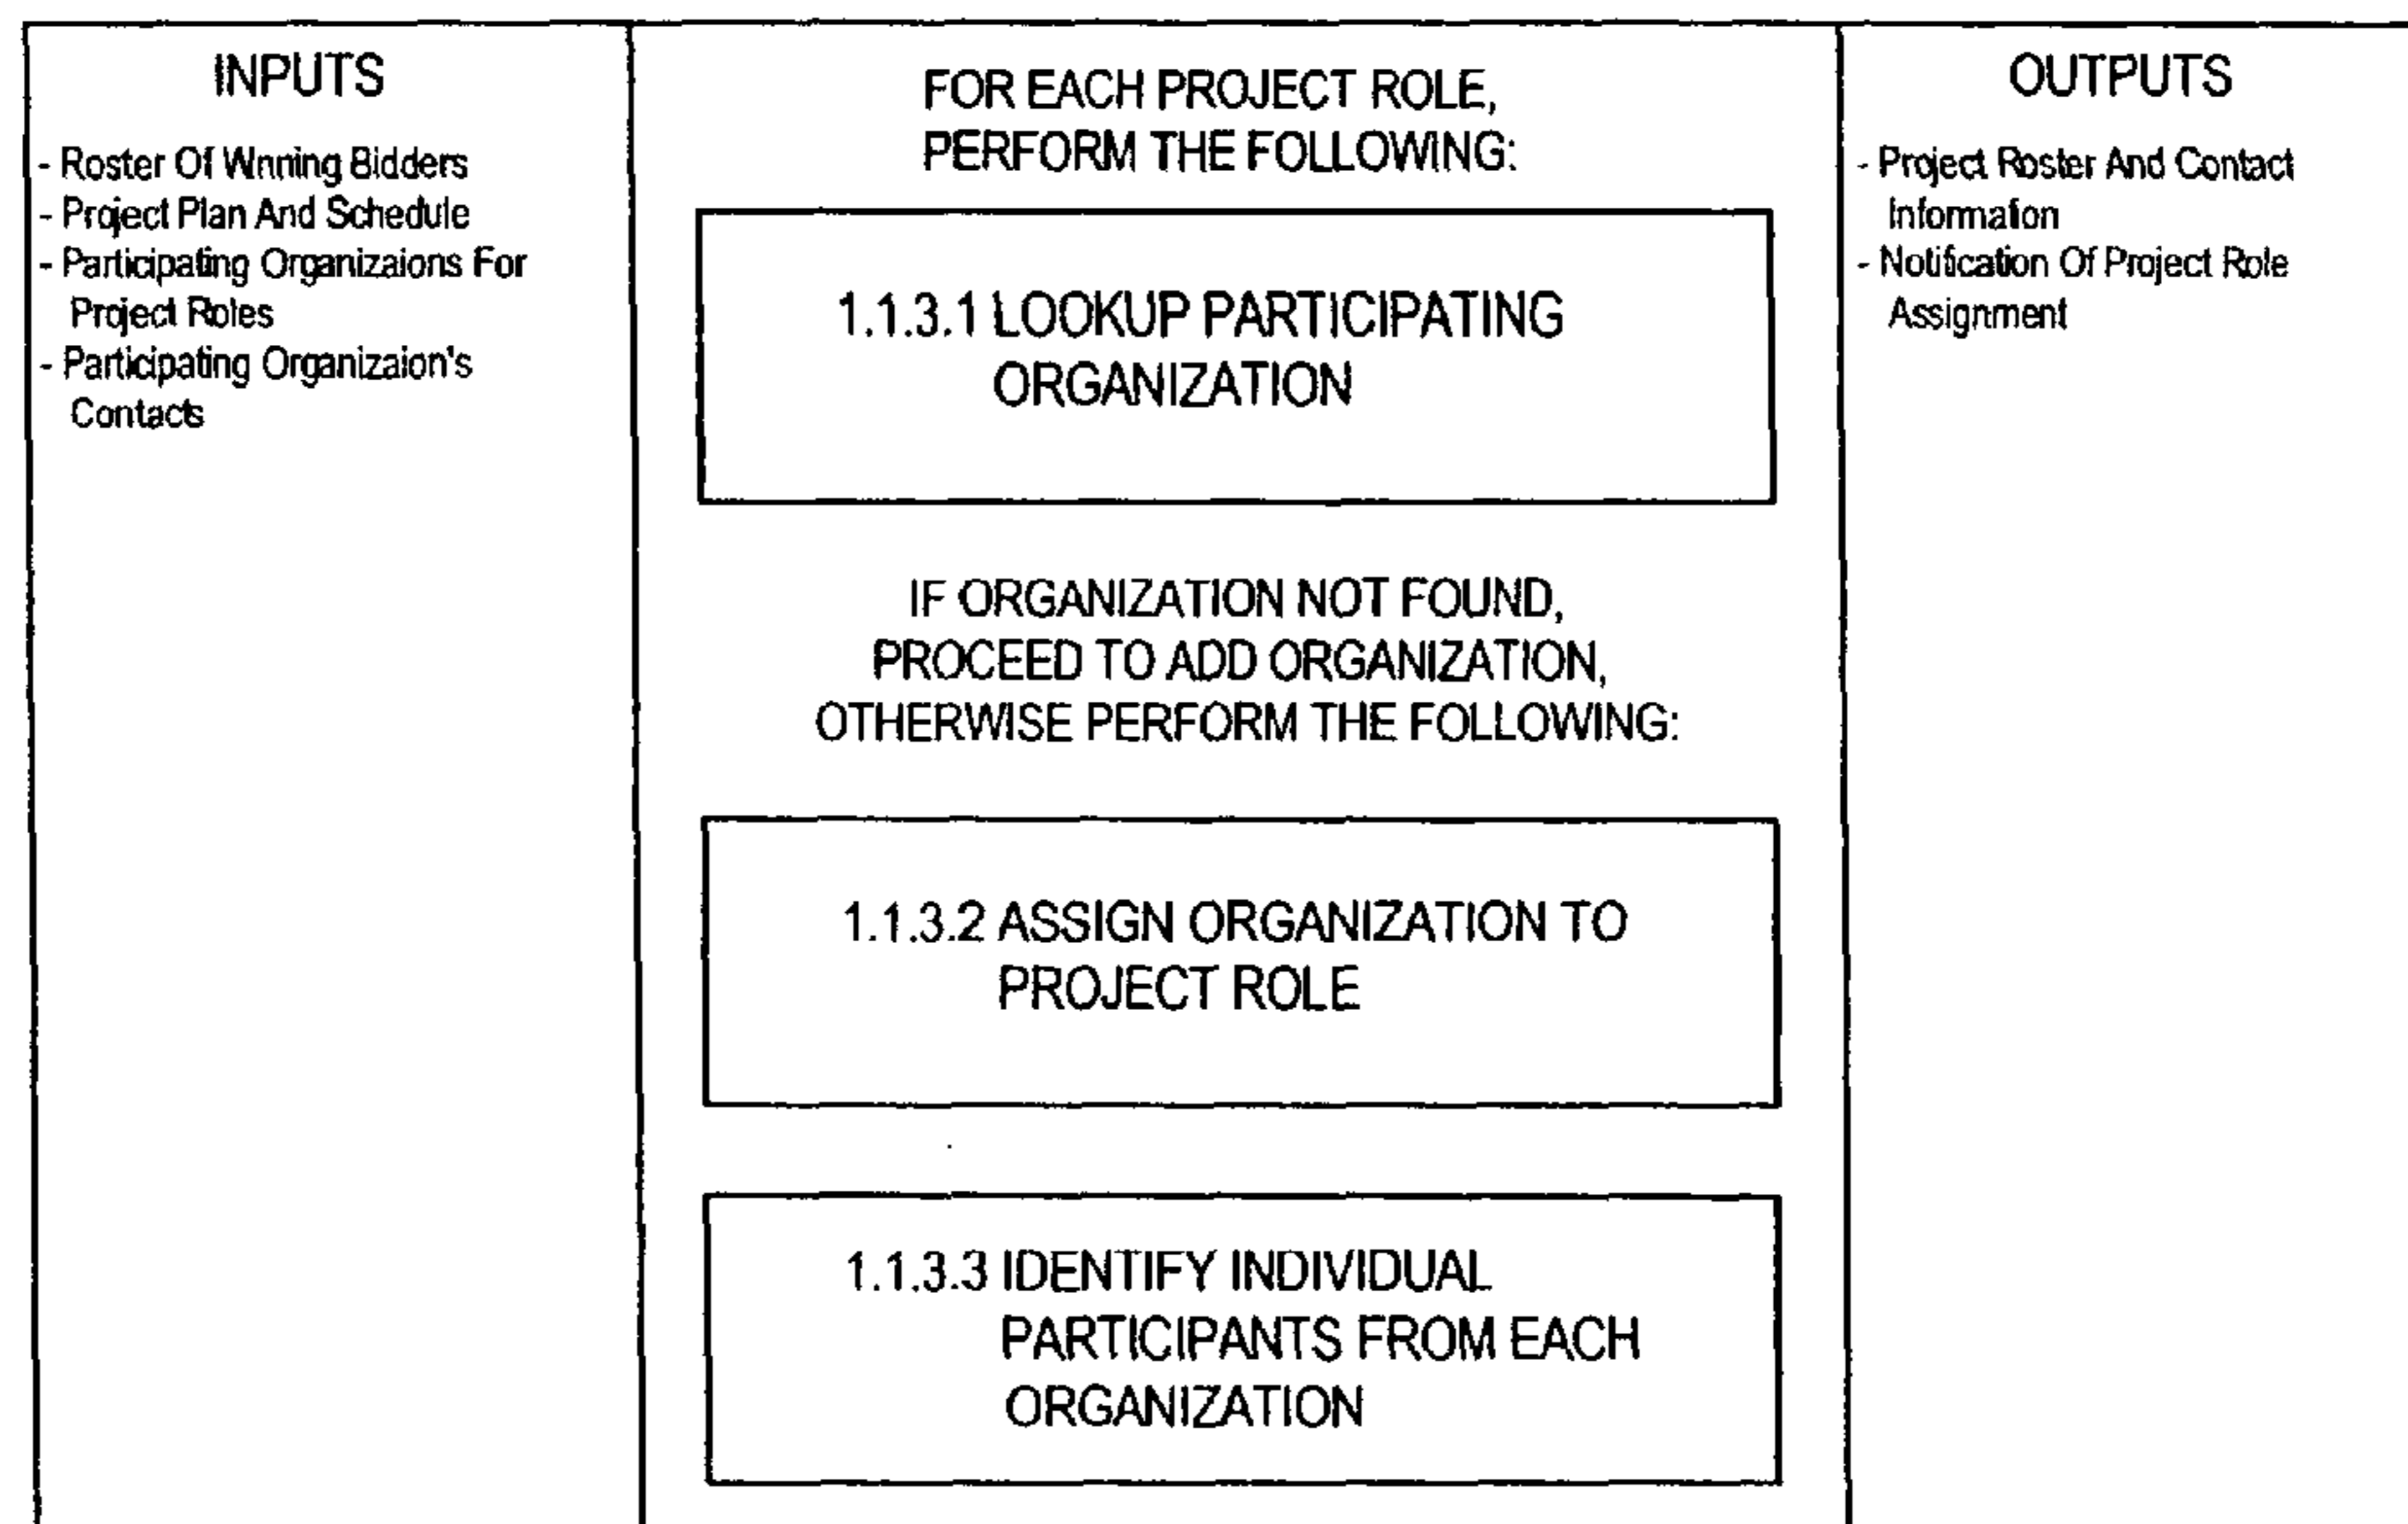 INPUTS
- Roster Of Wnning Bidders
- Project Plan And Schedule
- Participating Organizaions For
Project Roles
- Participating Organizaion's
Contacts
FOR EACH PROJECT ROLE,
PERFORM THE FOLLOWING:
1.1.3.1 LOOKUP PARTICIPATING
ORGANIZATION
IF ORGANIZATION NOT FOUND,
PROCEED TO ADD ORGANIZATION,
OTHERWISE PERFORM THE FOLLOWING:
1.1.3.2 ASSIGN ORGANIZATION TO
PROJECT ROLE
1.1.3.3 IDENTIFY INDIVIDUAL
PARTICIPANTS FROM EACH
ORGANIZATION
OUTPUTS
- Project Roster And Contact
Information
- Notification Of Project Role
Assignment